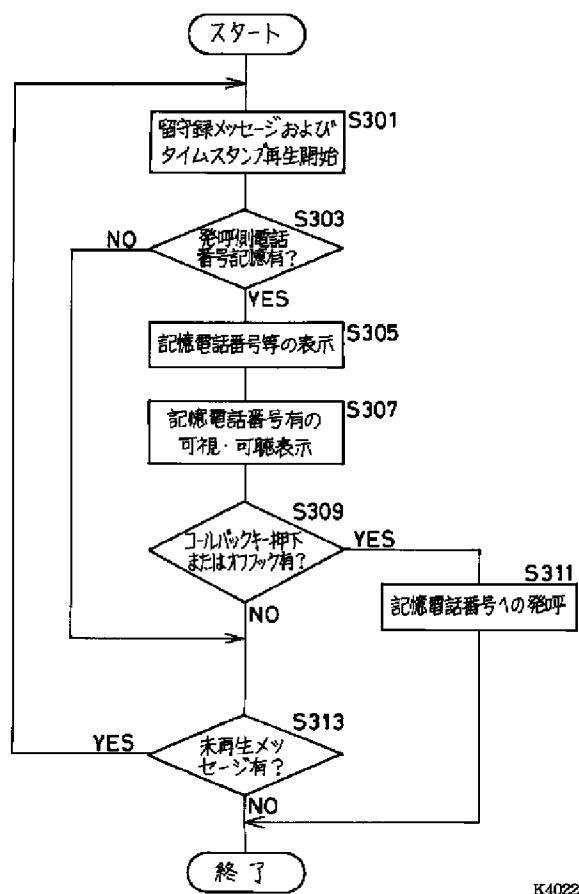 スタート
S301
留守録メッセージおよび
タイムスタンプ再生開始
S303
NO
発呼側電話
番号記憶有?
YES
S305
記憶電話番号等の表示
S307
記憶電話番号有の
可視・可聴表示
S309
コールバックキー押下
またはオフフック有?
YES
NO
S311
記憶電話番号への発呼
S313
YES
未再生メッ
セージ有?
NO
終了
K4022